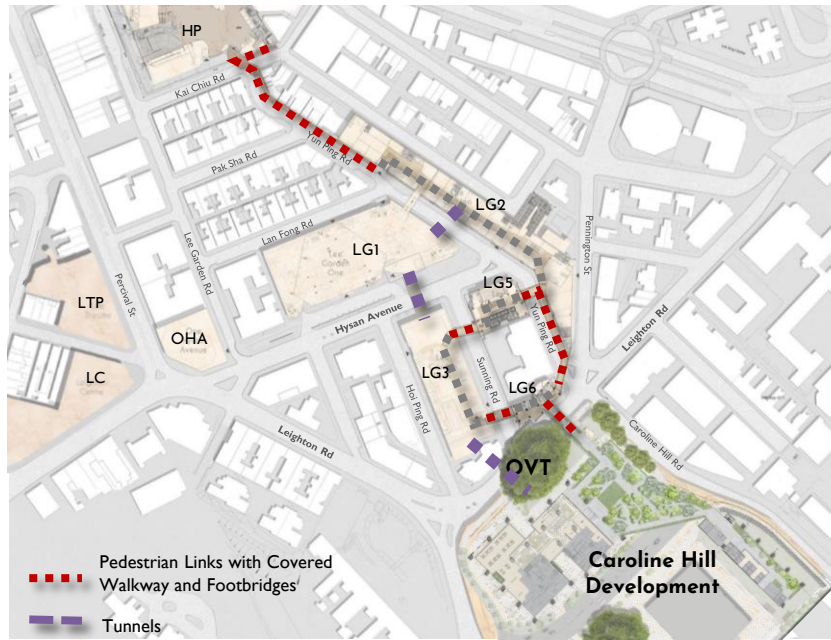 HP
Kai Chiu Rd
Yun Ping Rd
Pak Sha Rd
LG2
Pennington St
Lan Fong Rd
LG1
Lee Garden Rd
LG5
LTP
Percival St
Hysan Avenue
Yun Ping Rd
Leighton Rd
OHA
LC
LG3
Sunning Rd
LG6
Hoi Ping Rd
Leighton Rd
Caroline Hill Rd
OVT
Caroline Hill
Development
Pedestrian Links with Covered
Walkway and Footbridges
Tunnels